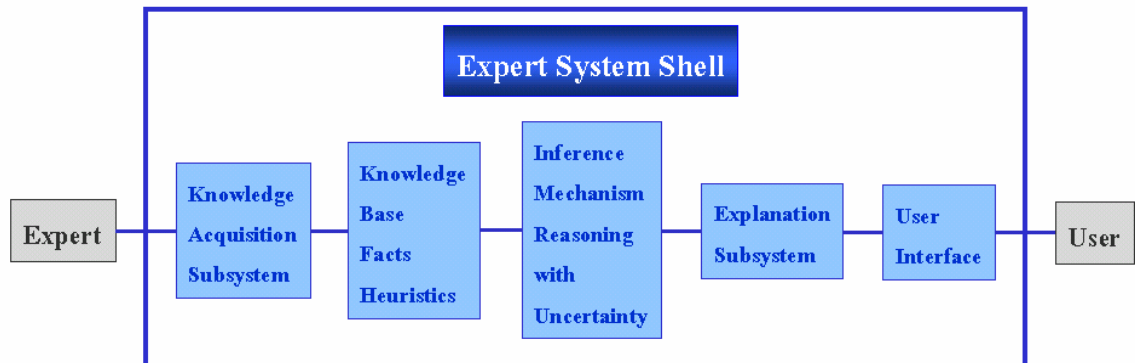 Expert System Shell
Expert
Knowledge
Acquisition
Subsystem
Knowledge
Base
Facts
Heuristics
Inference
Mechanism
Reasoning
with
Uncertainty
Explanation
Subsystem
User
Interface
User